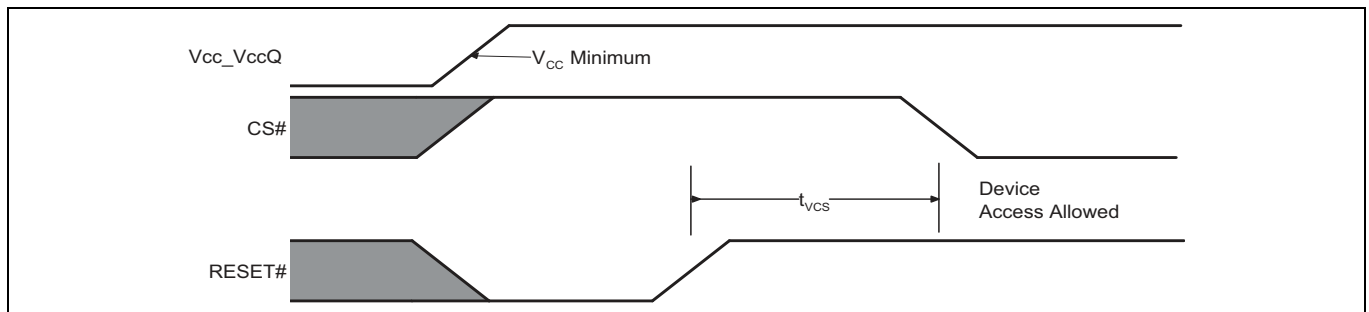 Vcc_VccQ
VCC Minimum
CS#
tVCS
Device
Access Allowed
RESET#